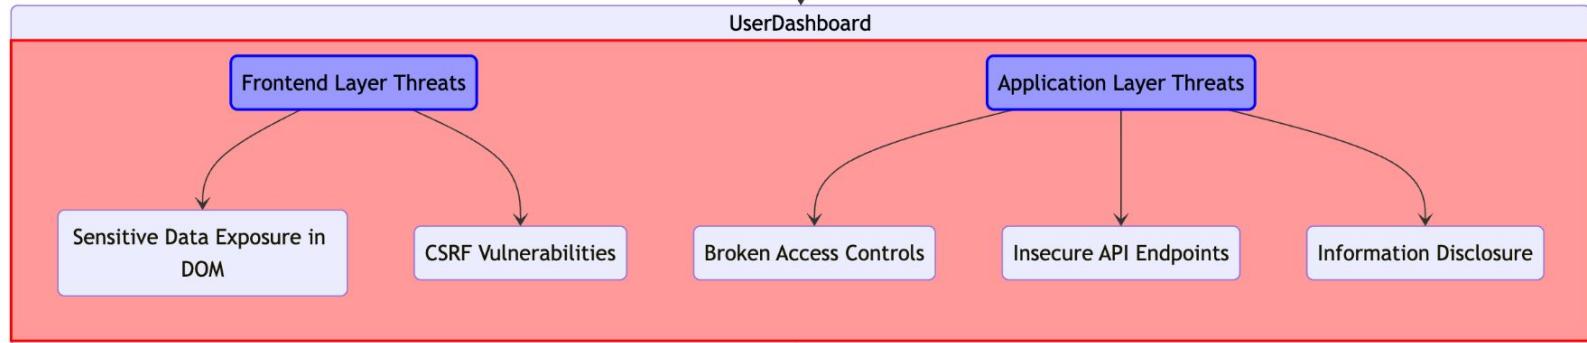 UserDashboard
Frontend Layer Threats
Application Layer Threats
Sensitive Data Exposure in
DOM
CSRF Vulnerabilities
Broken Access Controls
Insecure API Endpoints
Information Disclosure